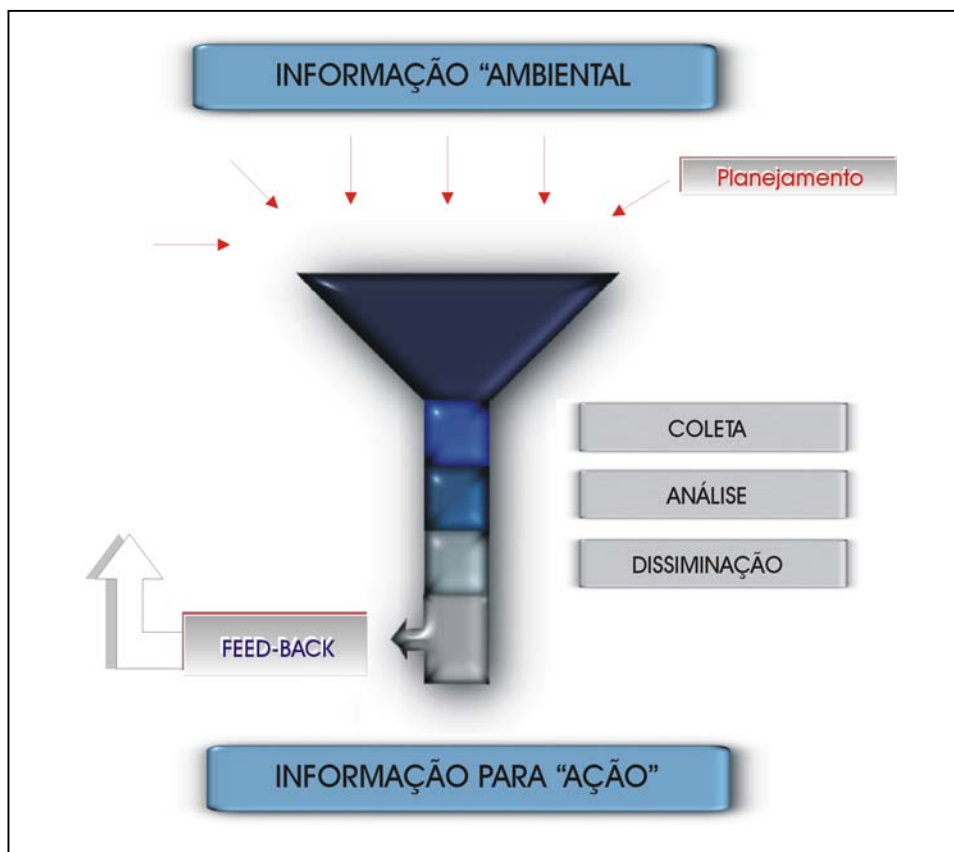 INFORMAÇÃO “AMBIENTAL
Planejamento
COLETA
ANÁLISE
DISSIMINAÇÃO
FEED-BACK
INFORMAÇÃO PARA “AÇÃO”